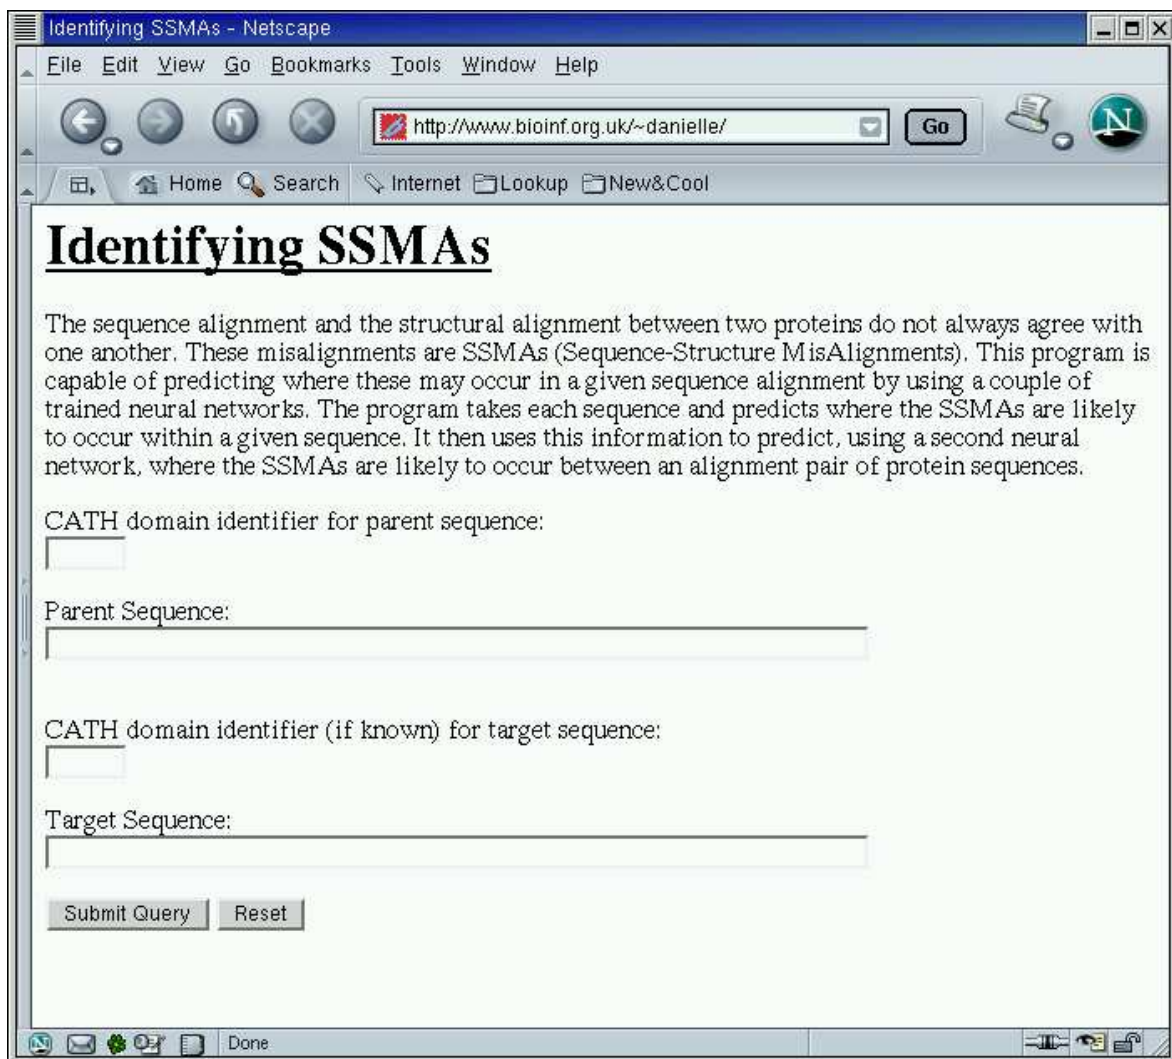 Identifying SSMAs - Netscape
File Edit View Go Bookmarks Tools Window Help
http://www.bioinf.org.uk/~danielle/ Go N
Home Search Internet Lookup New&Cool
Identifying SSMAs
The sequence alignment and the structural alignment between two proteins do not always agree with
one another. These misalignments are SSMAs (Sequence-Structure MisAlignments). This program is
capable of predicting where these may occur in a given sequence alignment by using a couple of
trained neural networks. The program takes each sequence and predicts where the SSMAs are likely
to occur within a given sequence. It then uses this information to predict, using a second neural
network, where the SSMAs are likely to occur between an alignment pair of protein sequences.
CATH domain identifier for parent sequence:
Parent Sequence:
CATH domain identifier (if known) for target sequence:
Target Sequence:
Submit Query Reset
Done